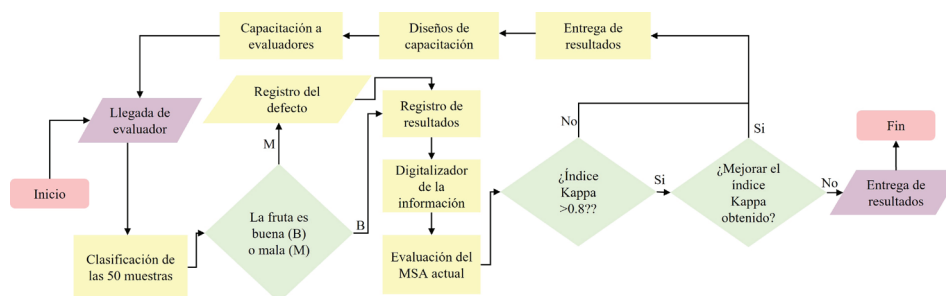 Capacitación a
evaluadores
Diseños de
capacitación
Entrega de
resultados
Llegada de
evaluador
Registro del
defecto
Registro de
resultados
No
Si
Fin
Inicio
M
Digitalizador
de la
información
¿Índice
Kappa
>0.8??
Si
¿Mejorar el
índice
Kappa
obtenido?
No
Entrega de
resultados
La fruta es
buena (B)
o mala (M)
B
Clasificación de
las 50 muestras
Evaluación del
MSA actual